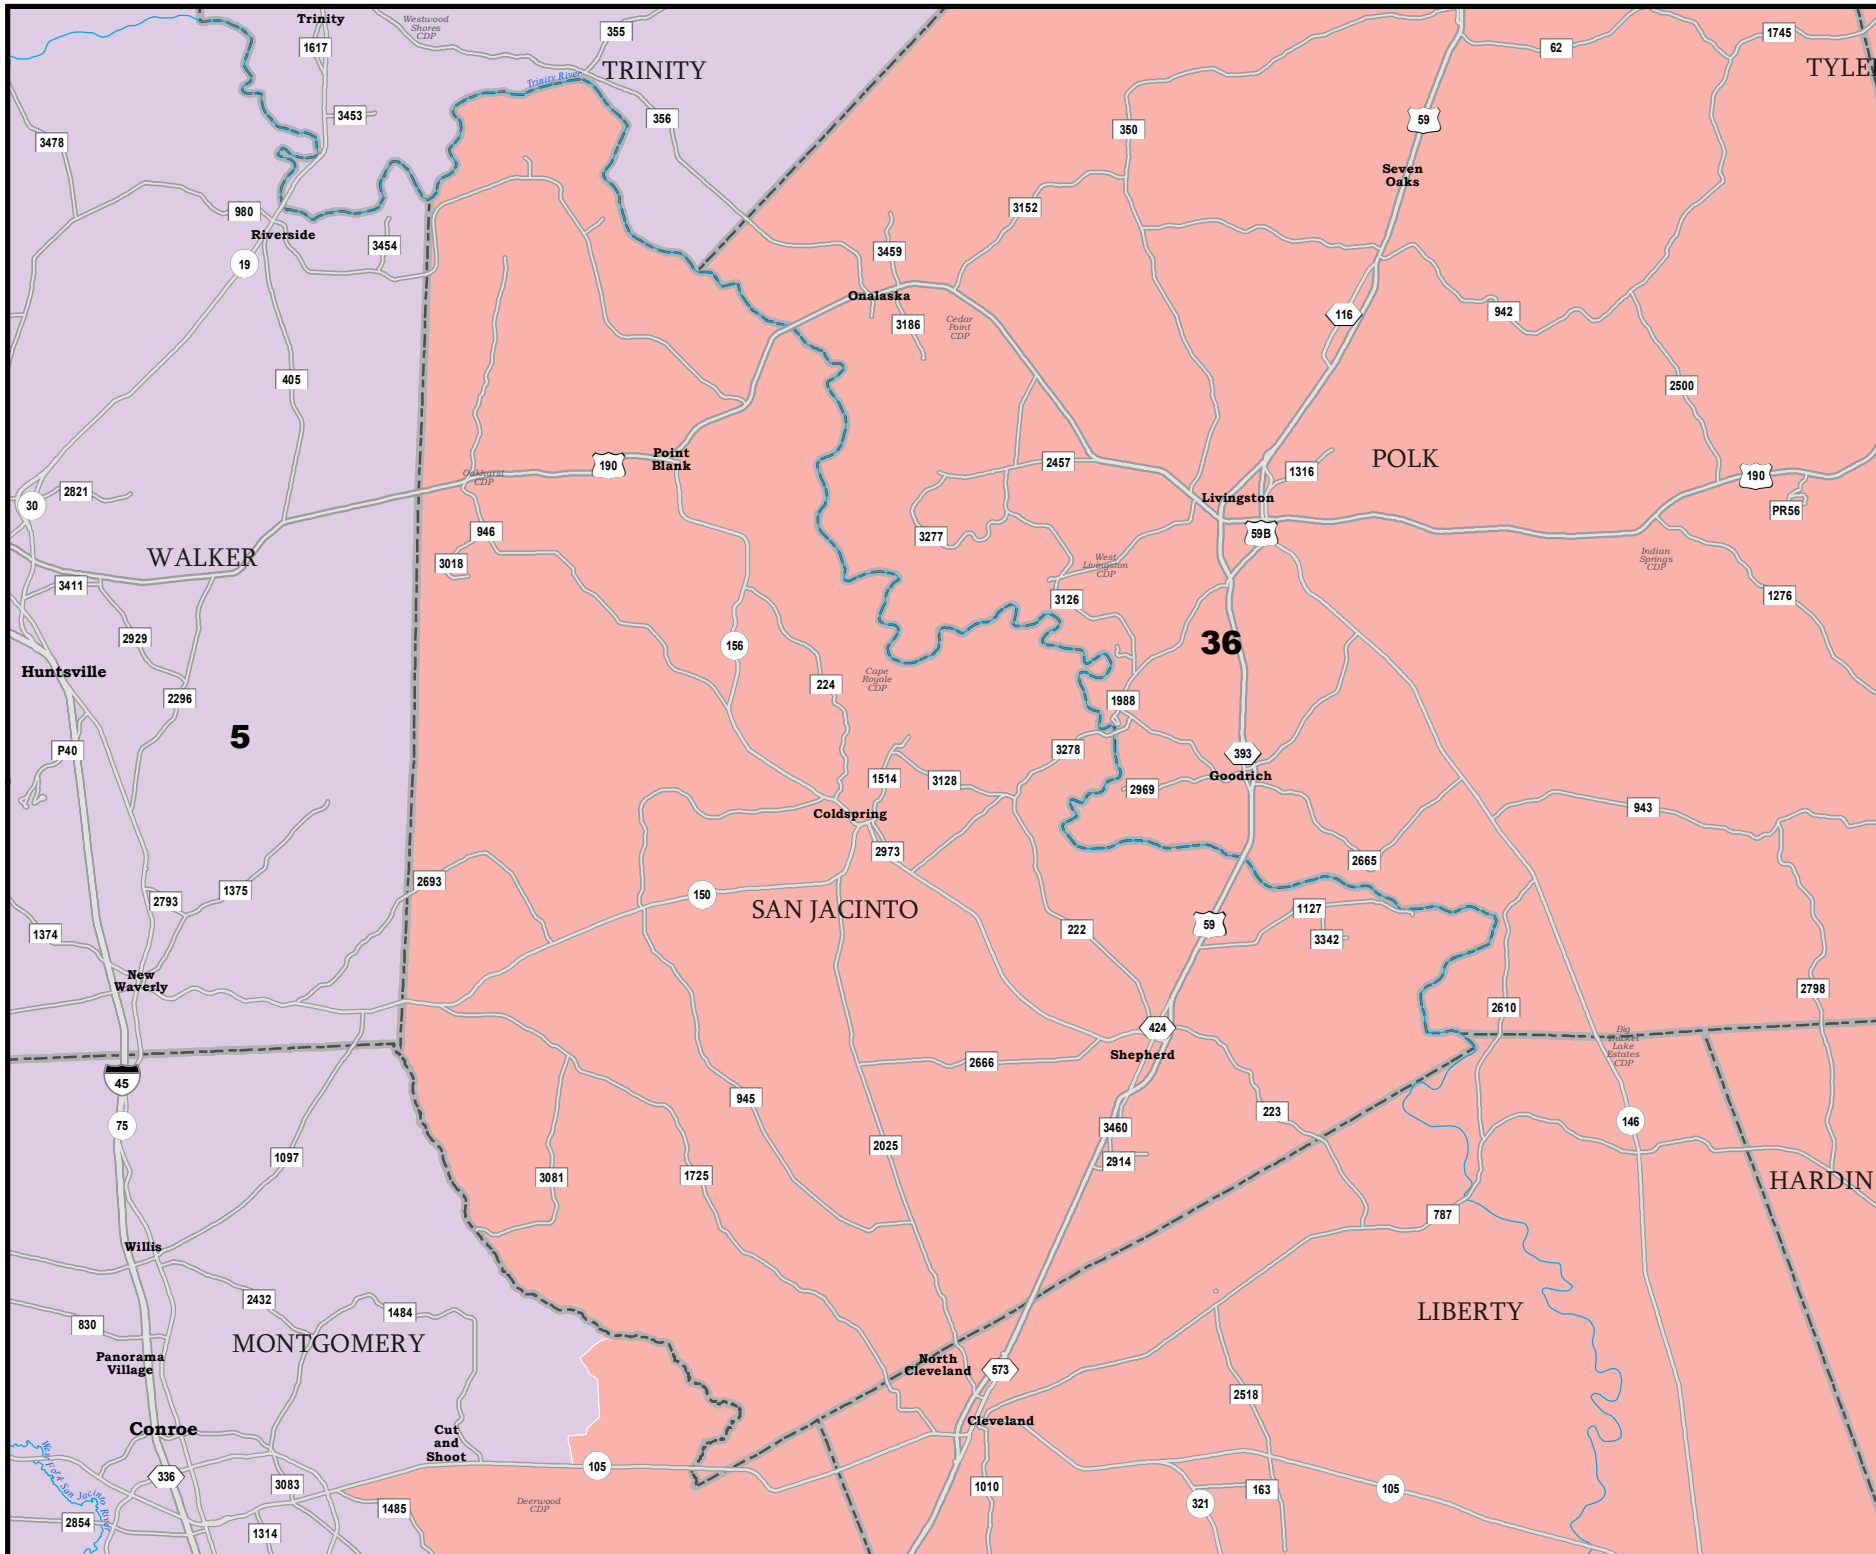 Trinity
Westwood
Shores
CDP
355
62
1745
1617
TRINITY
TYLE
Trinity River
3453
356
59
350
3478
Seven
Oaks
980
3152
Riverside
3454
3459
19
Onalaska
116
942
3186
Cedar
Point
CDP
405
2500
Point
Blank
190
2457
1316
POLK
Oakhurst
CDP
190
2821
30
Livingston
PR56
946
3277
59B
WALKER
3018
West
Livingston
CDP
Indian
Springs
CDP
3411
3126
1276
2929
156
36
Huntsville
224
Cape
Royale
CDP
2296
1988
5
P40
3278
393
Goodrich
1514
3128
2969
943
Coldspring
2973
2665
2693
1375
2793
150
SAN JACINTO
1127
1374
222
59
3342
New
Waverly
2798
2610
424
Shepherd
Big
Thicket
Lake
Estates
CDP
2666
45
945
223
75
3460
146
2025
1097
2914
3081
1725
HARDIN
787
Willis
2432
1484
LIBERTY
830
MONTGOMERY
Panorama
Village
North
Cleveland
573
2518
Conroe
Cleveland
Cut
and
Shoot
105
West Fork San Jacinto River
336
3083
1010
163
105
Deerwood
CDP
321
1485
2854
1314